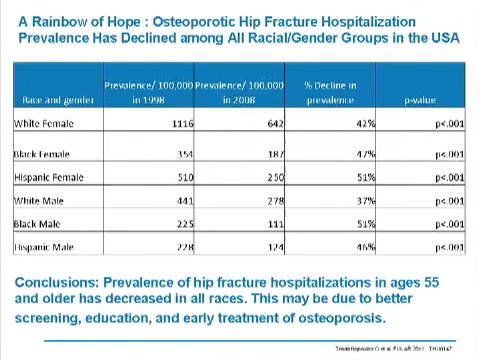 A Rainbow of Hope : Osteoporotic Hip Fracture Hospitalization
Prevalence Has Declined among All Racial/Gender Groups in the USA
Race and gender Prevalence/ 100,000 in 1998 Prevalence/ 100,000 in 2008 % Decline in prevalence p-value
White Female 1116 642 42% p<.001
Black Female 354 187 47% p<.001
Hispanic Female 510 250 51% p<.001
White Male 441 278 37% p<.001
Black Male 225 111 51% p<.001
Hispanic Male 228 124 46% p<.001
Conclusions: Prevalence of hip fracture hospitalizations in ages 55
and older has decreased in all races. This may be due to better
screening, education, and early treatment of osteoporosis.